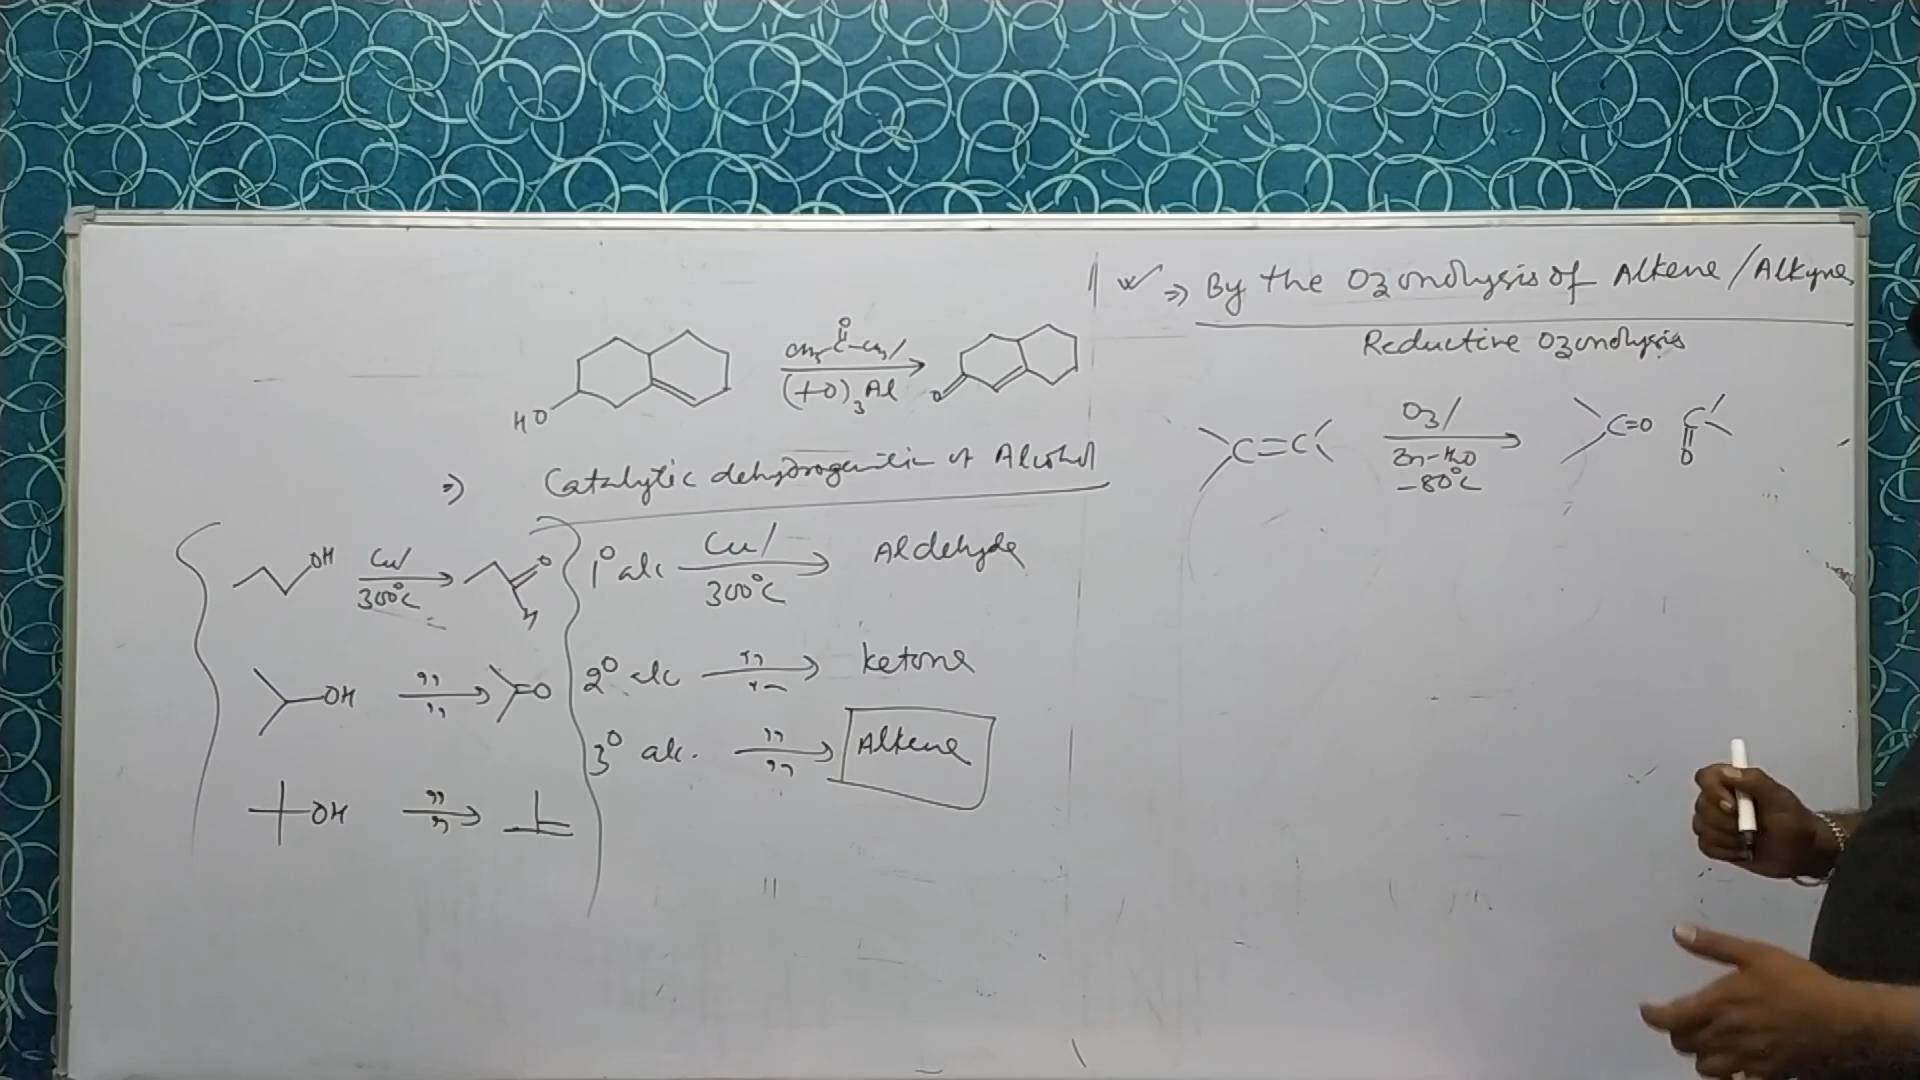 O
CH₃-C-CH₃/
HO
(+O)₃Al
O
⇒ Catalytic dehydrogenation of Alcohol
OH Cu/ O
300°C
H
OH ,, =O
,,
OH ,,
,,
1° alc Cu/ Aldehyde
300°C
2° alc ,, ketone
,,
3° alc. ,, Alkene
,,
⇒ By the Ozonolysis of Alkene/Alkyne
Reductive Ozonolysis
C=C O₃/ C=O C
Zn-H₂O O
-80°C